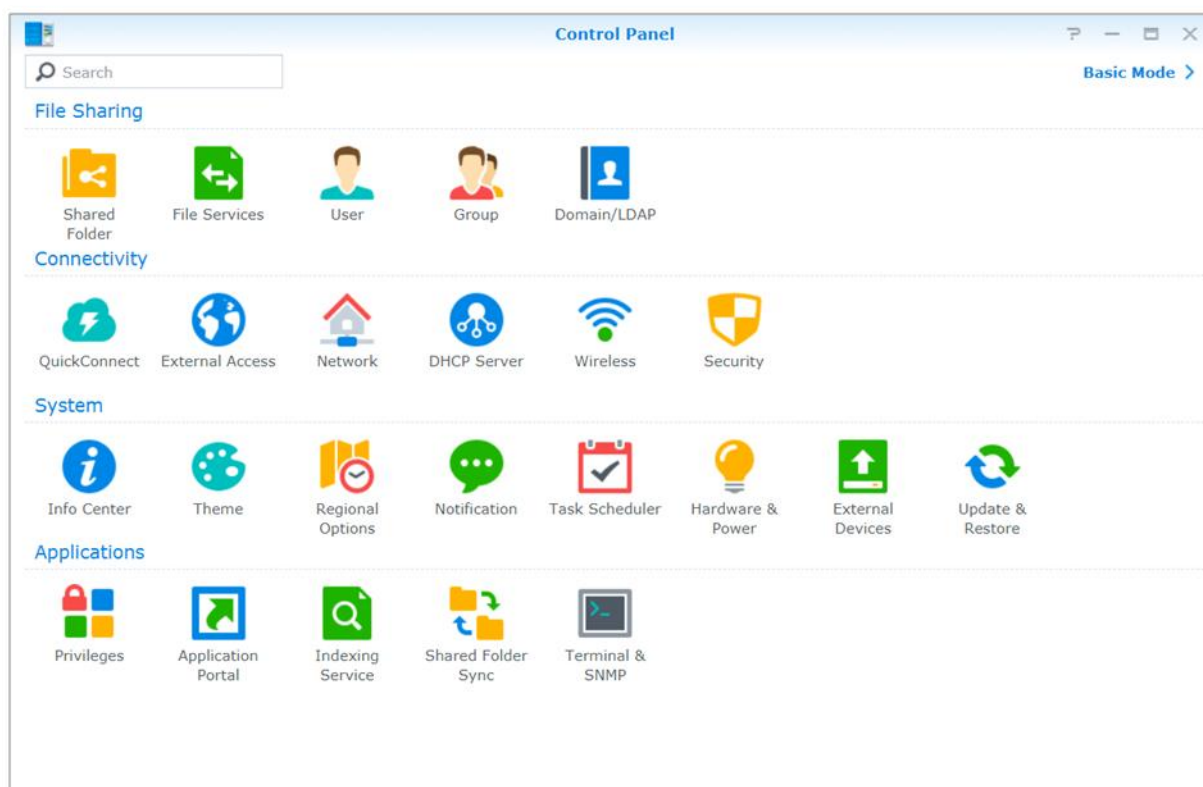 Control Panel
Search
Basic Mode
File Sharing
Shared Folder
File Services
User
Group
Domain/LDAP
Connectivity
QuickConnect
External Access
Network
DHCP Server
Wireless
Security
System
Info Center
Theme
Regional Options
Notification
Task Scheduler
Hardware & Power
External Devices
Update & Restore
Applications
Privileges
Application Portal
Indexing Service
Shared Folder Sync
Terminal & SNMP